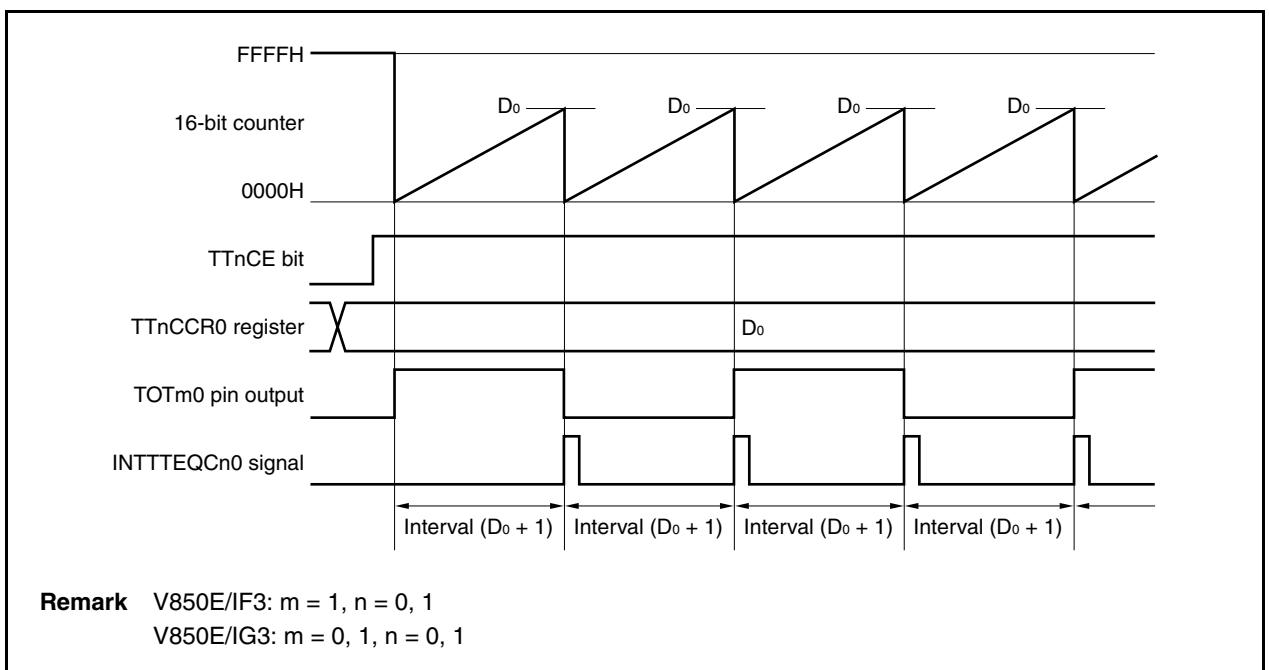 FFFFH
D0 D0 D0 D0
16-bit counter
0000H
TTnCE bit
TTnCCR0 register D0
TOTm0 pin output
INTTTEQCn0 signal
Interval (D0 + 1) Interval (D0 + 1) Interval (D0 + 1) Interval (D0 + 1)
Remark V850E/IF3: m = 1, n = 0, 1
V850E/IG3: m = 0, 1, n = 0, 1